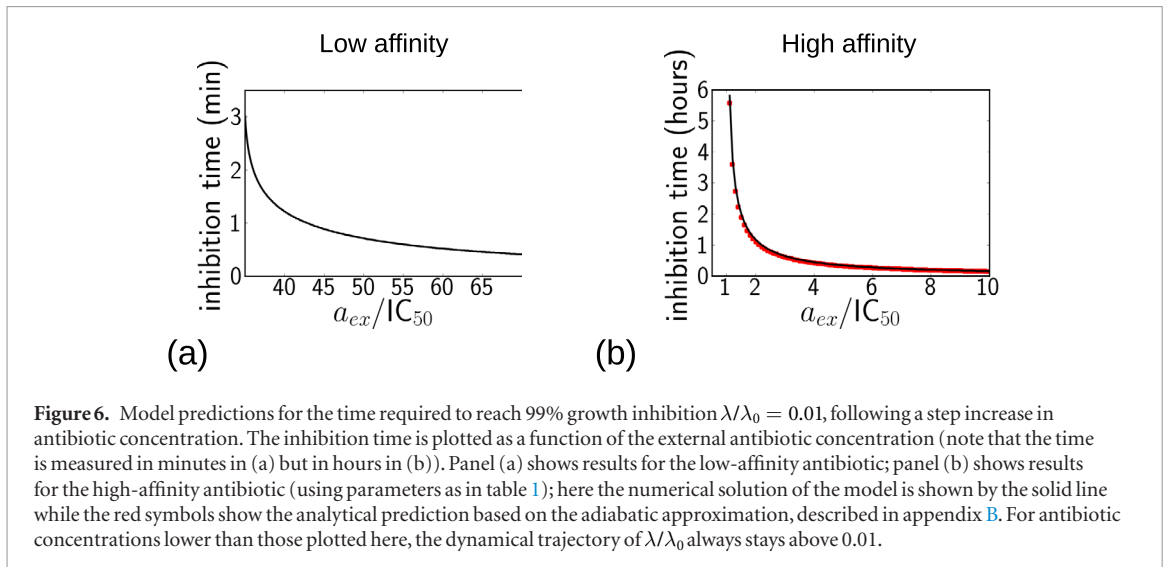 Low affinity
High affinity
inhibition time (min)
3
2
1
0
40 45 50 55 60 65
a_ex/IC50
(a)
inhibition time (hours)
6
5
4
3
2
1
0
1 2 4 6 8 10
a_ex/IC50
(b)
Figure 6. Model predictions for the time required to reach 99% growth inhibition λ/λ0 = 0.01, following a step increase in
antibiotic concentration. The inhibition time is plotted as a function of the external antibiotic concentration (note that the time
is measured in minutes in (a) but in hours in (b)). Panel (a) shows results for the low-affinity antibiotic; panel (b) shows results
for the high-affinity antibiotic (using parameters as in table 1); here the numerical solution of the model is shown by the solid line
while the red symbols show the analytical prediction based on the adiabatic approximation, described in appendix B. For antibiotic
concentrations lower than those plotted here, the dynamical trajectory of λ/λ0 always stays above 0.01.